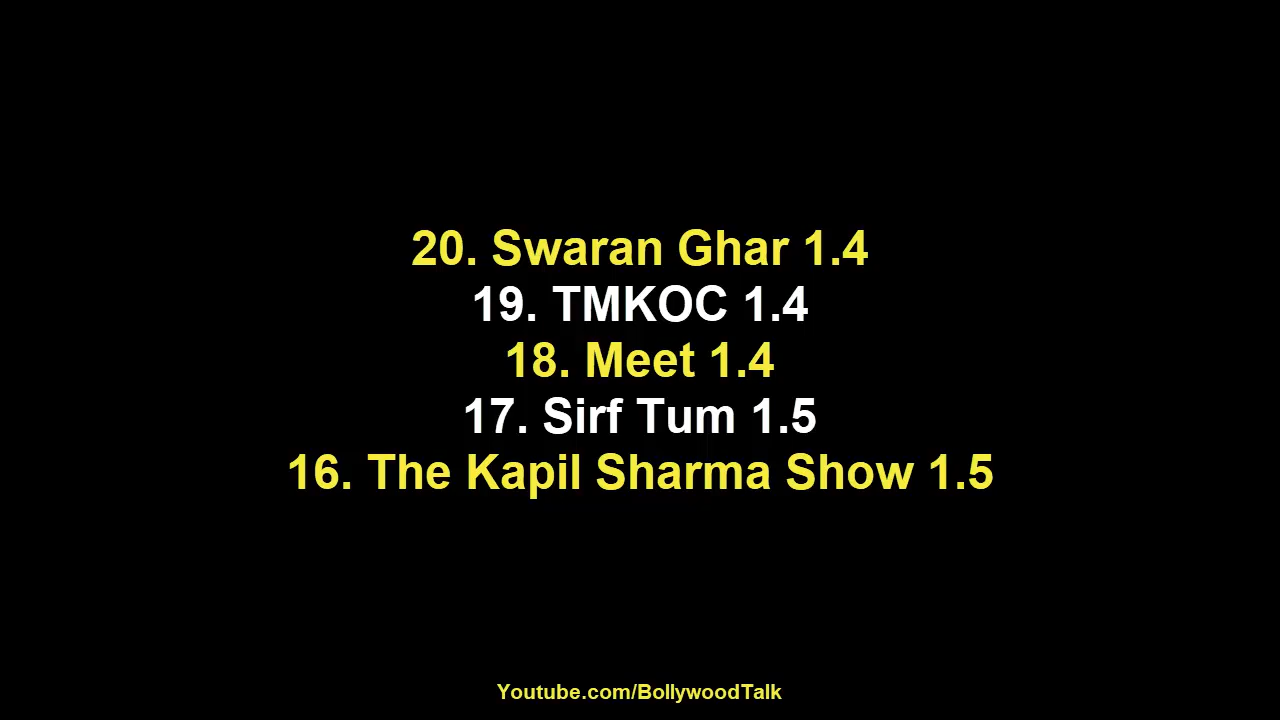 20. Swaran Ghar 1.4
19. TMKOC 1.4
18. Meet 1.4
17. Sirf Tum 1.5
16. The Kapil Sharma Show 1.5
Youtube.com/BollywoodTalk